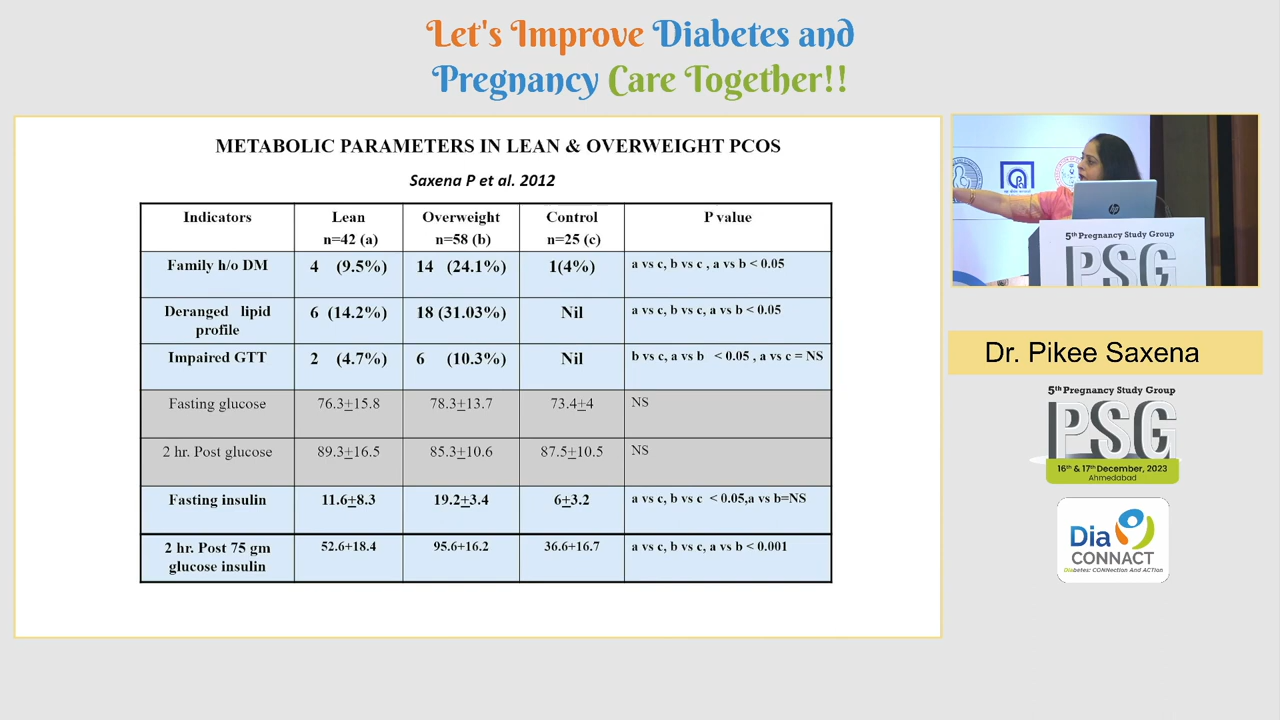 Let's Improve Diabetes and
Pregnancy Care Together!!
METABOLIC PARAMETERS IN LEAN & OVERWEIGHT PCOS
Saxena P et al. 2012
Indicators Lean n=42 (a) Overweight n=58 (b) Control n=25 (c) P value
Family h/o DM 4 (9.5%) 14 (24.1%) 1(4%) a vs c, b vs c , a vs b < 0.05
Deranged lipid profile 6 (14.2%) 18 (31.03%) Nil a vs c, b vs c, a vs b < 0.05
Impaired GTT 2 (4.7%) 6 (10.3%) Nil b vs c, a vs b < 0.05 , a vs c = NS
Fasting glucose 76.3+15.8 78.3+13.7 73.4+4 NS
2 hr. Post glucose 89.3+16.5 85.3+10.6 87.5+10.5 NS
Fasting insulin 11.6+8.3 19.2+3.4 6+3.2 a vs c, b vs c < 0.05,a vs b=NS
2 hr. Post 75 gm glucose insulin 52.6+18.4 95.6+16.2 36.6+16.7 a vs c, b vs c, a vs b < 0.001
hp
5th Pregnancy Study Group
PSG
Dr. Pikee Saxena
5th Pregnancy Study Group
PSG
16th & 17th December, 2023
Ahmedabad
Dia
CONNACT
Diabetes: CONNection And ACTion